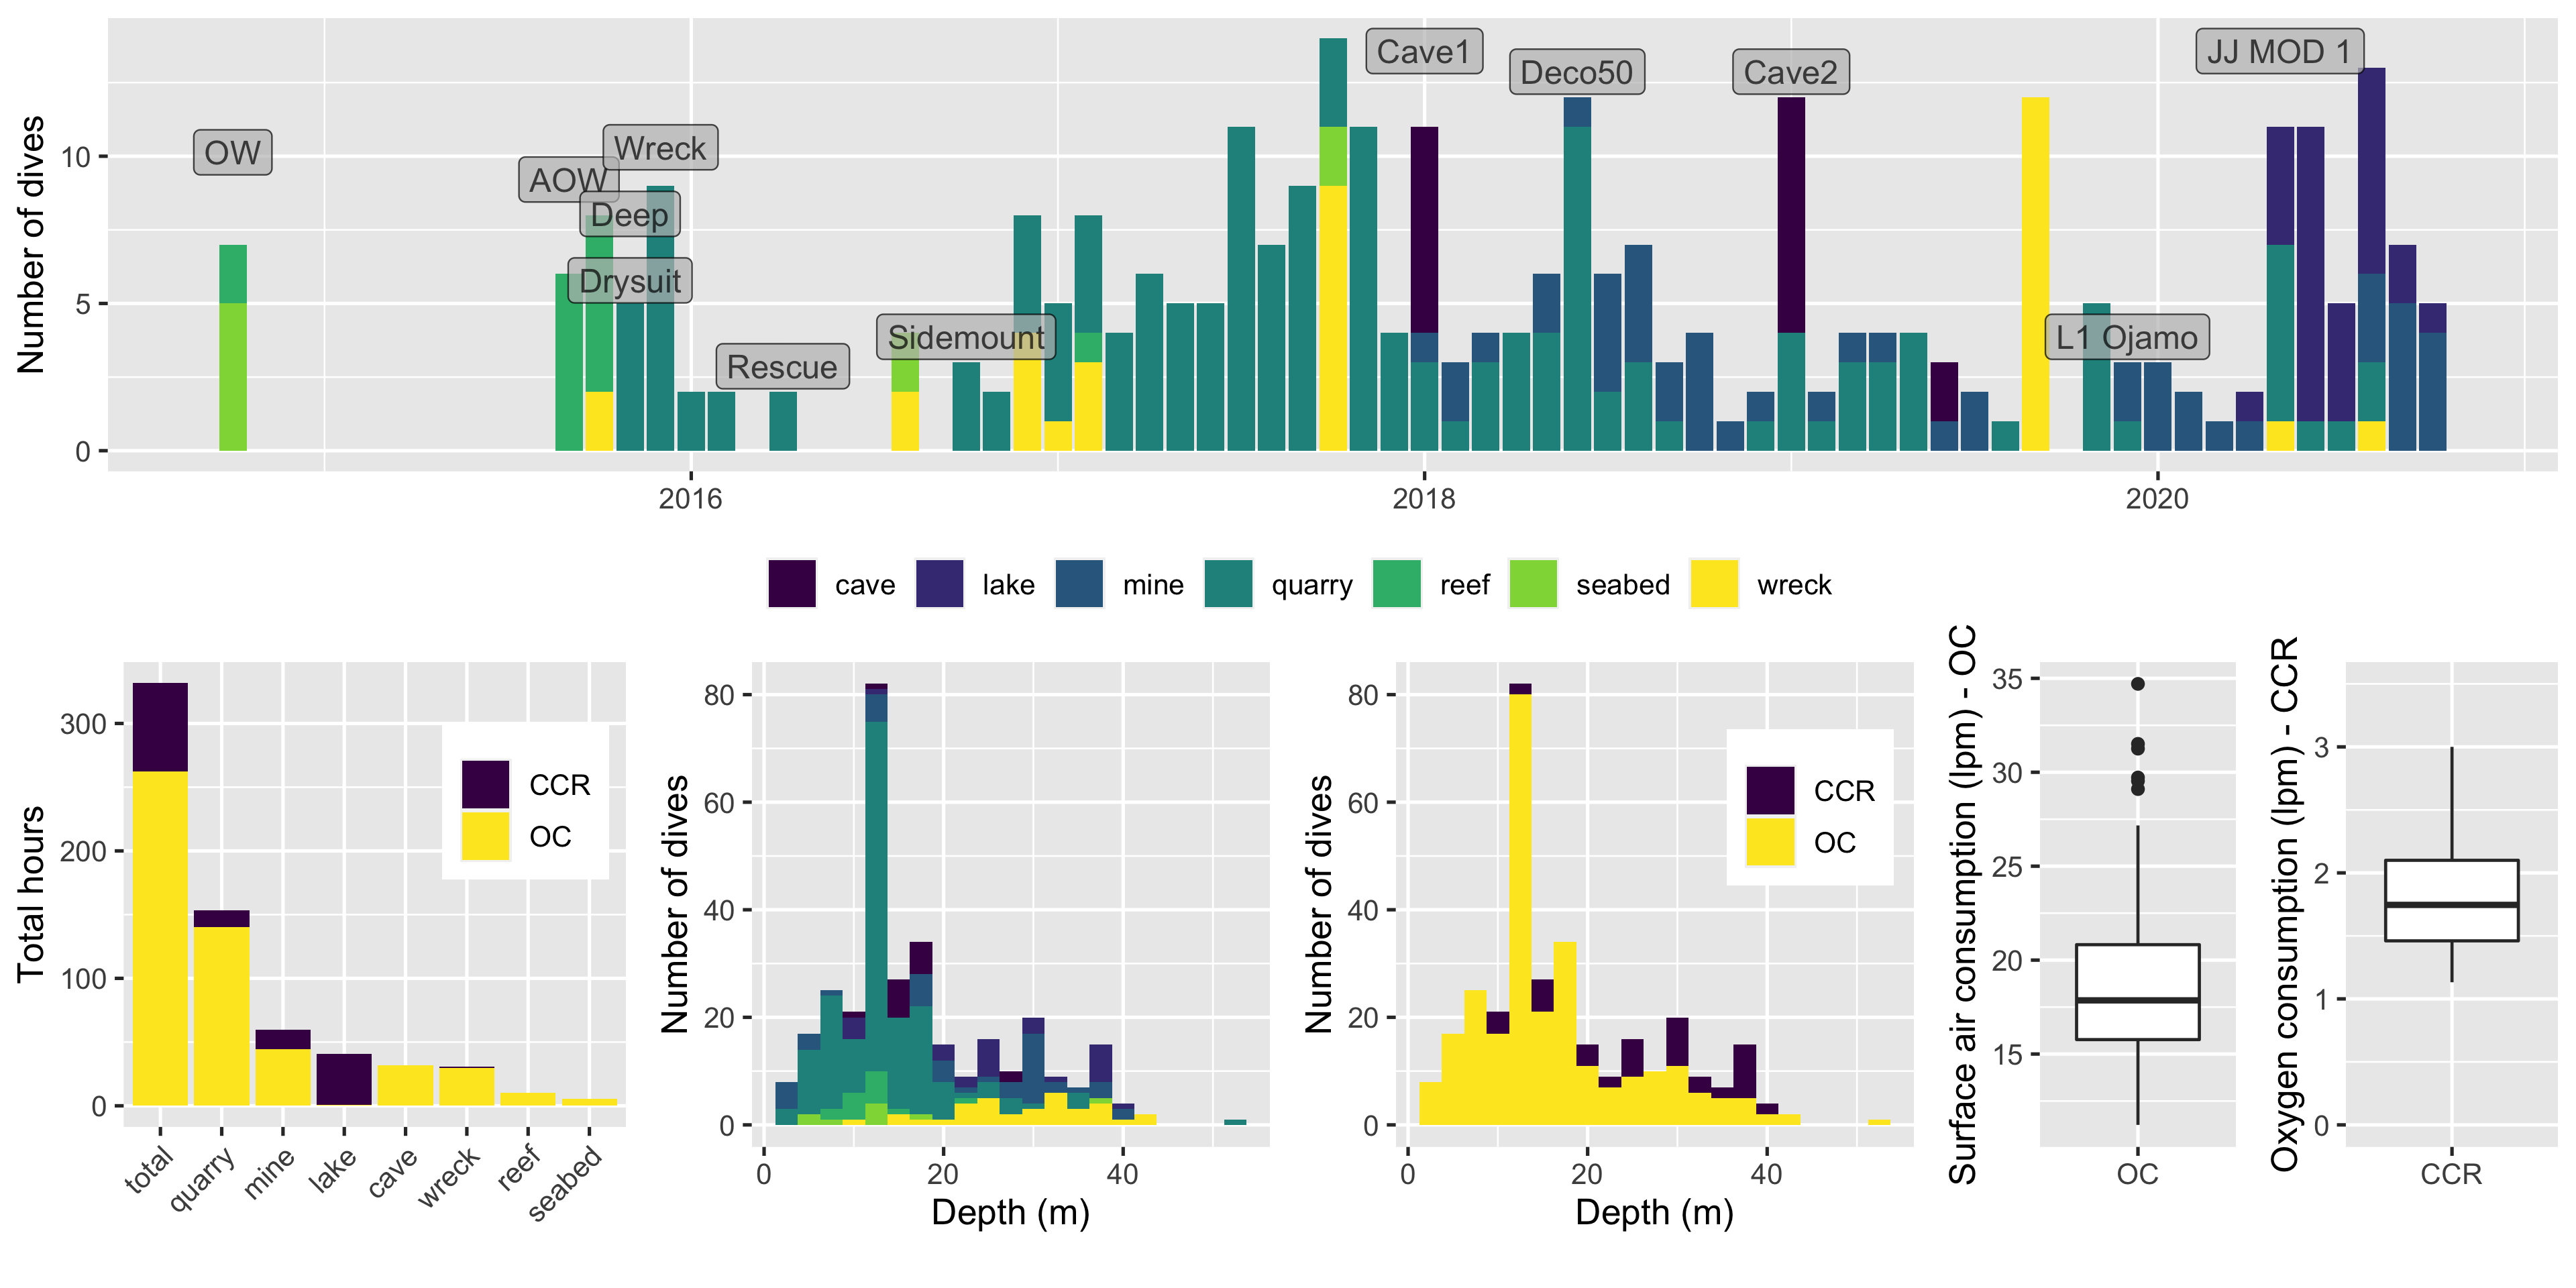 Number of dives
10
5
0
OW
AOW
Wreck
Deep
Drysuit
Rescue
Sidemount
Cave1
Deco50
Cave2
L1 Ojamo
JJ MOD 1
2016
2018
2020
cave
lake
mine
quarry
reef
seabed
wreck
Total hours
300
200
100
0
CCR
OC
total
quarry
mine
lake
cave
wreck
reef
seabed
Number of dives
80
60
40
20
0
0
20
40
Depth (m)
Number of dives
80
60
40
20
0
CCR
OC
0
20
40
Depth (m)
Surface air consumption (lpm) - OC
35
30
25
20
15
OC
Oxygen consumption (lpm) - CCR
3
2
1
0
CCR